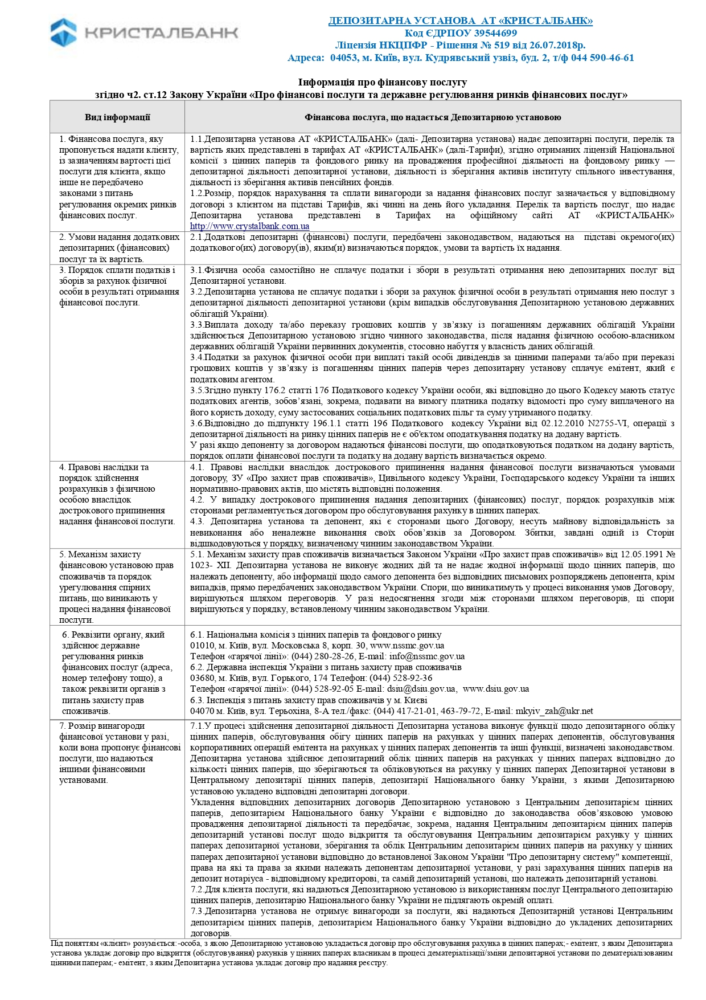 КРИСТАЛБАНК
ДЕПОЗИТАРНА УСТАНОВА АТ «КРИСТАЛБАНК»
Код ЄДРПОУ 39544699
Ліцензія НКЦПФР - Рішення № 519 від 26.07.2018р.
Адреса: 04053, м. Київ, вул. Кудрявський узвіз, буд. 2, т/ф 044 590-46-61
Інформація про фінансову послугу
згідно ч2. ст.12 Закону України «Про фінансові послуги та державне регулювання ринків фінансових послуг»
Вид інформації
Фінансова послуга, що надається Депозитарною установою
1. Фінансова послуга, яку
пропонується надати клієнту,
із зазначенням вартості цієї
послуги для клієнта, якщо
інше не передбачено
законами з питань
регулювання окремих ринків
фінансових послуг.
1.1.Депозитарна установа АТ «КРИСТАЛБАНК» (далі- Депозитарна установа) надає депозитарні послуги, перелік та
вартість яких представлені в тарифах АТ «КРИСТАЛБАНК» (далі-Тарифи), згідно отриманих ліцензій Національної
комісії з цінних паперів та фондового ринку на провадження професійної діяльності на фондовому ринку —
депозитарної діяльності депозитарної установи, діяльності із зберігання активів інституту спільного інвестування,
діяльності із зберігання активів пенсійних фондів.
1.2.Розмір, порядок нарахування та сплати винагороди за надання фінансових послуг зазначається у відповідному
договорі з клієнтом на підставі Тарифів, які чинні на день його укладання. Перелік та вартість послуг, що надає
Депозитарна установа представлені в Тарифах на офіційному сайті АТ «КРИСТАЛБАНК»
http://www.crystalbank.com.ua
2. Умови надання додаткових
депозитарних (фінансових)
послуг та їх вартість.
2.1.Додаткові депозитарні (фінансові) послуги, передбачені законодавством, надаються на підставі окремого(их)
додаткового(их) договору(ів), яким(и) визначаються порядок, умови та вартість їх надання.
3. Порядок сплати податків і
зборів за рахунок фізичної
особи в результаті отримання
фінансової послуги.
3.1.Фізична особа самостійно не сплачує податки і збори в результаті отримання нею депозитарних послуг від
Депозитарної установи.
3.2.Депозитарна установа не сплачує податки і збори за рахунок фізичної особи в результаті отримання нею послуг з
депозитарної діяльності депозитарної установи (крім випадків обслуговування Депозитарною установою державних
облігацій України).
3.3.Виплата доходу та/або переказу грошових коштів у зв’язку із погашенням державних облігацій України
здійснюється Депозитарною установою згідно чинного законодавства, після надання фізичною особою-власником
державних облігацій України первинних документів, стосовно набуття у власність даних облігацій.
3.4.Податки за рахунок фізичної особи при виплаті такій особі дивідендів за цінними паперами та/або при переказі
грошових коштів у зв’язку із погашенням цінних паперів через депозитарну установу сплачує емітент, який є
податковим агентом.
3.5.Згідно пункту 176.2 статті 176 Податкового кодексу України особи, які відповідно до цього Кодексу мають статус
податкових агентів, зобов’язані, зокрема, подавати на вимогу платника податку відомості про суму виплаченого на
його користь доходу, суму застосованих соціальних податкових пільг та суму утриманого податку.
3.6.Відповідно до підпункту 196.1.1 статті 196 Податкового кодексу України від 02.12.2010 N2755-VI, операції з
депозитарної діяльності на ринку цінних паперів не є об'єктом оподаткування податку на додану вартість.
У разі якщо депоненту за договором надаються фінансові послуги, що оподатковуються податком на додану вартість,
порядок оплати фінансової послуги та податку на додану вартість визначається окремо.
4. Правові наслідки та
порядок здійснення
розрахунків з фізичною
особою внаслідок
дострокового припинення
надання фінансової послуги.
4.1. Правові наслідки внаслідок дострокового припинення надання фінансової послуги визначаються умовами
договору, ЗУ «Про захист прав споживачів», Цивільного кодексу України, Господарського кодексу України та інших
нормативно-правових актів, що містять відповідні положення.
4.2. У випадку дострокового припинення надання депозитарних (фінансових) послуг, порядок розрахунків між
сторонами регламентується договором про обслуговування рахунку в цінних паперах.
4.3. Депозитарна установа та депонент, які є сторонами цього Договору, несуть майнову відповідальність за
невиконання або неналежне виконання своїх обов’язків за Договором. Збитки, завдані одній із Сторін
відшкодовуються у порядку, визначеному чинним законодавством України.
5. Механізм захисту
фінансовою установою прав
споживачів та порядок
урегулювання спірних
питань, що виникають у
процесі надання фінансової
послуги.
5.1. Механізм захисту прав споживачів визначається Законом України «Про захист прав споживачів» від 12.05.1991 №
1023- XII. Депозитарна установа не виконує жодних дій та не надає жодної інформації щодо цінних паперів, що
належать депоненту, або інформації щодо самого депонента без відповідних письмових розпоряджень депонента, крім
випадків, прямо передбачених законодавством України. Спори, що виникатимуть у процесі виконання умов Договору,
вирішуються шляхом переговорів. У разі недосягнення згоди між сторонами шляхом переговорів, ці спори
вирішуються у порядку, встановленому чинним законодавством України.
6. Реквізити органу, який
здійснює державне
регулювання ринків
фінансових послуг (адреса,
номер телефону тощо), а
також реквізити органів з
питань захисту прав
споживачів.
6.1. Національна комісія з цінних паперів та фондового ринку
01010, м. Київ, вул. Московська 8, корп. 30, www.nssmc.gov.ua
Телефон «гарячої лінії»: (044) 280-28-26, E-mail: info@nssmc.gov.ua
6.2. Державна інспекція України з питань захисту прав споживачів
03680, м. Київ, вул. Горького, 174 Телефон: (044) 528-92-36
Телефон «гарячої лінії»: (044) 528-92-05 E-mail: dsiu@dsiu.gov.ua, www.dsiu.gov.ua
6.3. Інспекція з питань захисту прав споживачів у м. Києві
04070 м. Київ, вул. Терьохіна, 8-А тел./факс: (044) 417-21-01, 463-79-72, E-mail: mkyiv_zah@ukr.net
7. Розмір винагороди
фінансової установи у разі,
коли вона пропонує фінансові
послуги, що надаються
іншими фінансовими
установами.
7.1.У процесі здійснення депозитарної діяльності Депозитарна установа виконує функції щодо депозитарного обліку
цінних паперів, обслуговування обігу цінних паперів на рахунках у цінних паперах депонентів, обслуговування
корпоративних операцій емітента на рахунках у цінних паперах депонентів та інші функції, визначені законодавством.
Депозитарна установа здійснює депозитарний облік цінних паперів на рахунках у цінних паперах відповідно до
кількості цінних паперів, що зберігаються та обліковуються на рахунку у цінних паперах Депозитарної установи в
Центральному депозитарії цінних паперів, депозитарії Національного банку України, з якими Депозитарною
установою укладено відповідні депозитарні договори.
Укладення відповідних депозитарних договорів Депозитарною установою з Центральним депозитарієм цінних
паперів, депозитарієм Національного банку України є відповідно до законодавства обов’язковою умовою
провадження депозитарної діяльності та передбачає, зокрема, надання Центральним депозитарієм цінних паперів
депозитарній установі послуг щодо відкриття та обслуговування Центральним депозитарієм рахунку у цінних
паперах депозитарної установи, зберігання та облік Центральним депозитарієм цінних паперів на рахунку у цінних
паперах депозитарної установи відповідно до встановленої Законом України "Про депозитарну систему" компетенції,
права на які та права за якими належать депонентам депозитарної установи, у разі зарахування цінних паперів на
депозит нотаріуса - відповідному кредиторові, та самій депозитарній установі, що належать депозитарній установі.
7.2.Для клієнта послуги, які надаються Депозитарною установою із використанням послуг Центрального депозитарію
цінних паперів, депозитарію Національного банку України не підлягають окремій оплаті.
7.3.Депозитарна установа не отримує винагороди за послуги, які надаються Депозитарній установі Центральним
депозитарієм цінних паперів, депозитарієм Національного банку України відповідно до укладених депозитарних
договорів.
Під поняттям «клієнт» розуміється:-особа, з якою Депозитарною установою укладається договір про обслуговування рахунка в цінних паперах;- емітент, з яким Депозитарна
установа укладає договір про відкриття (обслуговування) рахунків у цінних паперах власникам в процесі дематеріалізації/зміни депозитарної установи по дематеріалізованим
цінними паперам;- емітент, з яким Депозитарна установа укладає договір про надання реєстру.